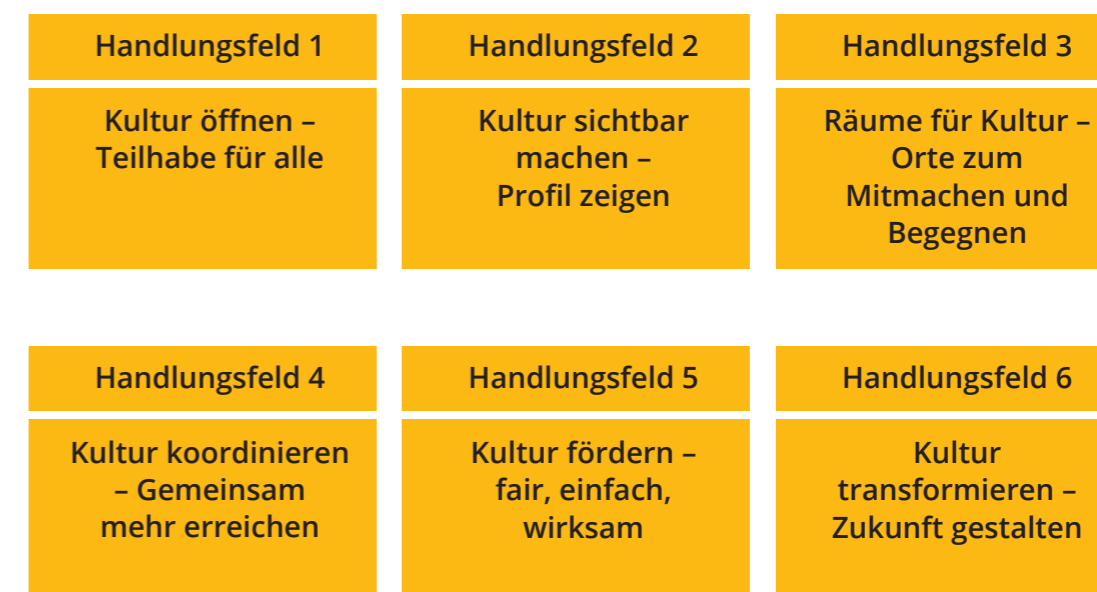 Handlungsfeld 1
Kultur öffnen –
Teilhabe für alle
Handlungsfeld 2
Kultur sichtbar
machen –
Profil zeigen
Handlungsfeld 3
Räume für Kultur –
Orte zum
Mitmachen und
Begegnen
Handlungsfeld 4
Kultur koordinieren
– Gemeinsam
mehr erreichen
Handlungsfeld 5
Kultur fördern –
fair, einfach,
wirksam
Handlungsfeld 6
Kultur
transformieren –
Zukunft gestalten